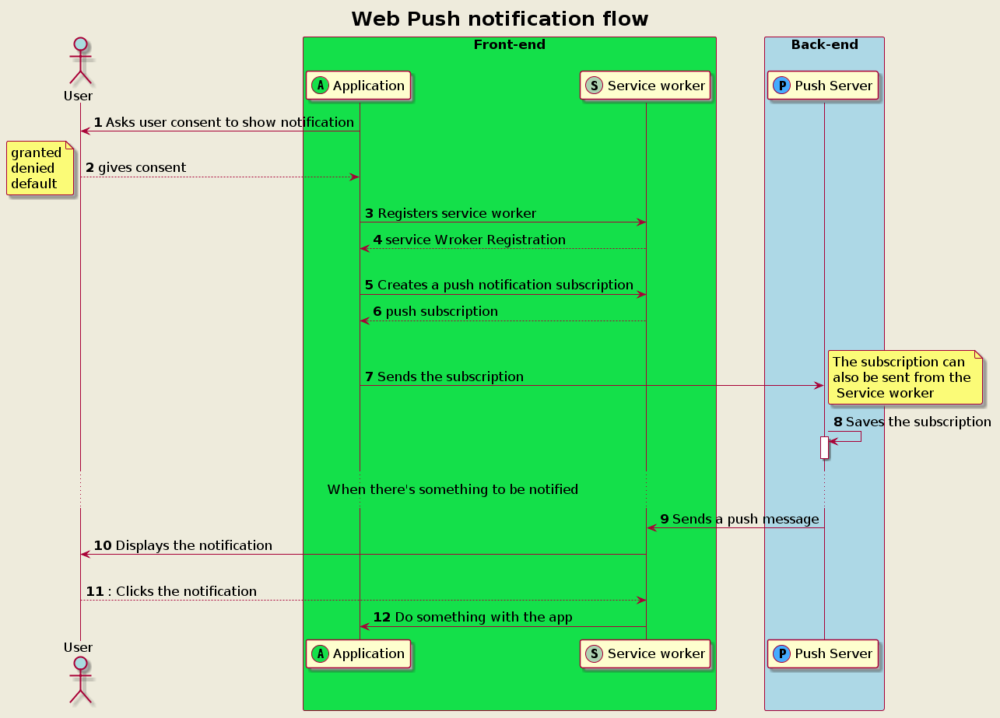 Web Push notification flow
Front-end
Back-end
User
A Application
S Service worker
P Push Server
1 Asks user consent to show notification
granted
denied
default
2 gives consent
3 Registers service worker
4 service Wroker Registration
5 Creates a push notification subscription
6 push subscription
7 Sends the subscription
The subscription can
also be sent from the
Service worker
8 Saves the subscription
When there's something to be notified
9 Sends a push message
10 Displays the notification
11 : Clicks the notification
12 Do something with the app
User
A Application
S Service worker
P Push Server